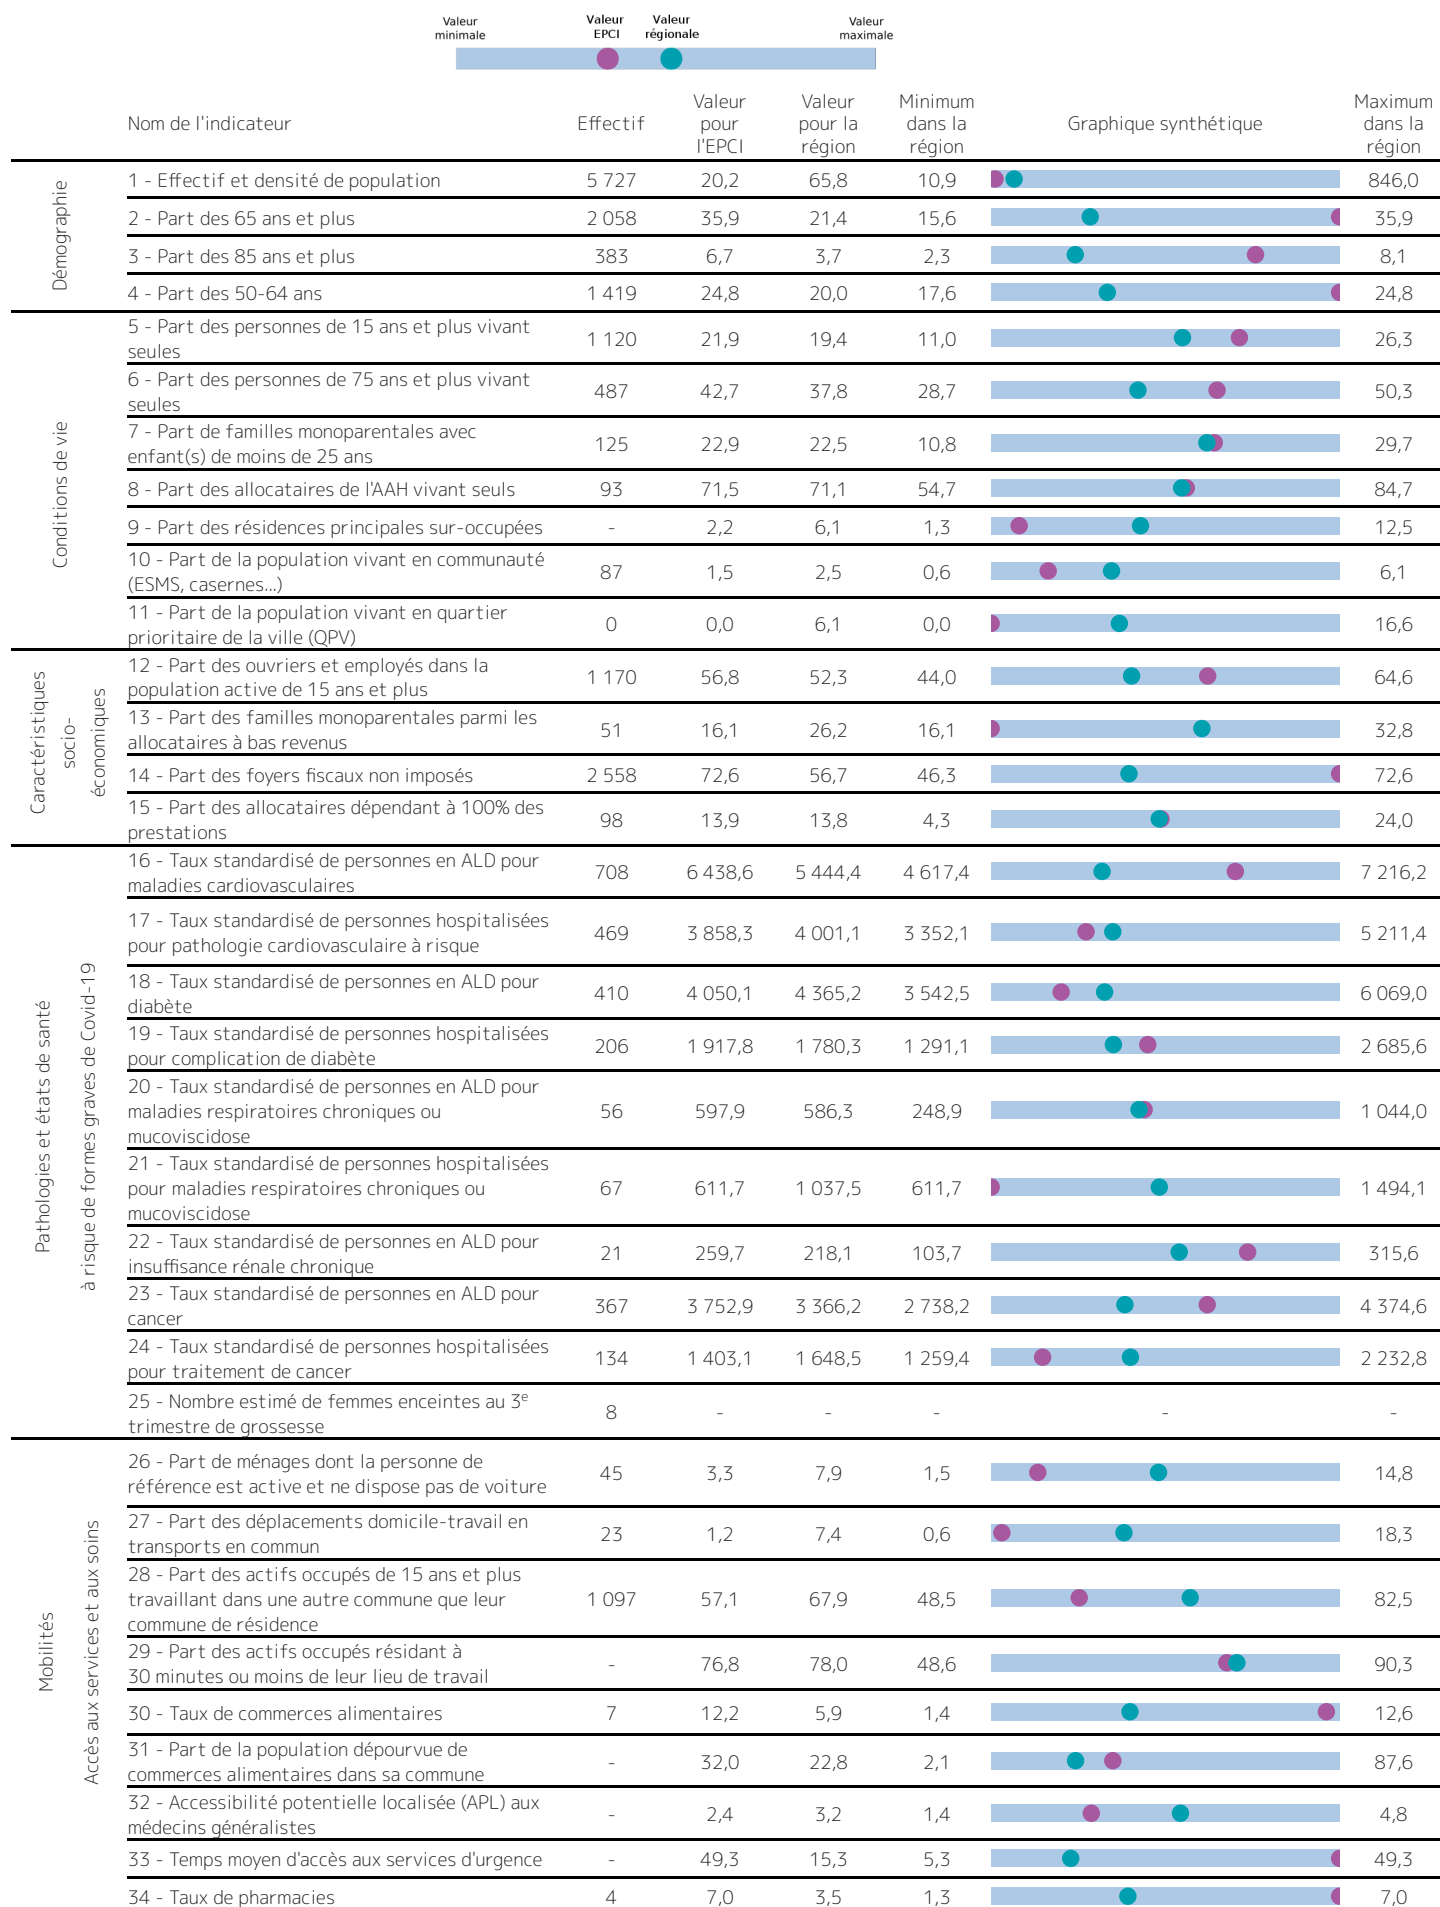 Valeur
minimale
Valeur
EPCI
Valeur
régionale
Valeur
maximale
Nom de l'indicateur
Effectif
Valeur
pour
l'EPCI
Valeur
pour la
région
Minimum
dans la
région
Graphique synthétique
Maximum
dans la
région
Démographie
1 - Effectif et densité de population 5 727 20,2 65,8 10,9 846,0
2 - Part des 65 ans et plus 2 058 35,9 21,4 15,6 35,9
3 - Part des 85 ans et plus 383 6,7 3,7 2,3 8,1
4 - Part des 50-64 ans 1 419 24,8 20,0 17,6 24,8
Conditions de vie
5 - Part des personnes de 15 ans et plus vivant
seules 1 120 21,9 19,4 11,0 26,3
6 - Part des personnes de 75 ans et plus vivant
seules 487 42,7 37,8 28,7 50,3
7 - Part de familles monoparentales avec
enfant(s) de moins de 25 ans 125 22,9 22,5 10,8 29,7
8 - Part des allocataires de l'AAH vivant seuls 93 71,5 71,1 54,7 84,7
9 - Part des résidences principales sur-occupées - 2,2 6,1 1,3 12,5
10 - Part de la population vivant en communauté
(ESMS, casernes...) 87 1,5 2,5 0,6 6,1
11 - Part de la population vivant en quartier
prioritaire de la ville (QPV) 0 0,0 6,1 0,0 16,6
Caractéristiques
socio-
économiques
12 - Part des ouvriers et employés dans la
population active de 15 ans et plus 1 170 56,8 52,3 44,0 64,6
13 - Part des familles monoparentales parmi les
allocataires à bas revenus 51 16,1 26,2 16,1 32,8
14 - Part des foyers fiscaux non imposés 2 558 72,6 56,7 46,3 72,6
15 - Part des allocataires dépendant à 100% des
prestations 98 13,9 13,8 4,3 24,0
Pathologies et états de santé
à risque de formes graves de Covid-19
16 - Taux standardisé de personnes en ALD pour
maladies cardiovasculaires 708 6 438,6 5 444,4 4 617,4 7 216,2
17 - Taux standardisé de personnes hospitalisées
pour pathologie cardiovasculaire à risque 469 3 858,3 4 001,1 3 352,1 5 211,4
18 - Taux standardisé de personnes en ALD pour
diabète 410 4 050,1 4 365,2 3 542,5 6 069,0
19 - Taux standardisé de personnes hospitalisées
pour complication de diabète 206 1 917,8 1 780,3 1 291,1 2 685,6
20 - Taux standardisé de personnes en ALD pour
maladies respiratoires chroniques ou
mucoviscidose 56 597,9 586,3 248,9 1 044,0
21 - Taux standardisé de personnes hospitalisées
pour maladies respiratoires chroniques ou
mucoviscidose 67 611,7 1 037,5 611,7 1 494,1
22 - Taux standardisé de personnes en ALD pour
insuffisance rénale chronique 21 259,7 218,1 103,7 315,6
23 - Taux standardisé de personnes en ALD pour
cancer 367 3 752,9 3 366,2 2 738,2 4 374,6
24 - Taux standardisé de personnes hospitalisées
pour traitement de cancer 134 1 403,1 1 648,5 1 259,4 2 232,8
25 - Nombre estimé de femmes enceintes au 3e
trimestre de grossesse 8 - - - - -
Mobilités
Accès aux services et aux soins
26 - Part de ménages dont la personne de
référence est active et ne dispose pas de voiture 45 3,3 7,9 1,5 14,8
27 - Part des déplacements domicile-travail en
transports en commun 23 1,2 7,4 0,6 18,3
28 - Part des actifs occupés de 15 ans et plus
travaillant dans une autre commune que leur
commune de résidence 1 097 57,1 67,9 48,5 82,5
29 - Part des actifs occupés résidant à
30 minutes ou moins de leur lieu de travail - 76,8 78,0 48,6 90,3
30 - Taux de commerces alimentaires 7 12,2 5,9 1,4 12,6
31 - Part de la population dépourvue de
commerces alimentaires dans sa commune - 32,0 22,8 2,1 87,6
32 - Accessibilité potentielle localisée (APL) aux
médecins généralistes - 2,4 3,2 1,4 4,8
33 - Temps moyen d'accès aux services d'urgence - 49,3 15,3 5,3 49,3
34 - Taux de pharmacies 4 7,0 3,5 1,3 7,0